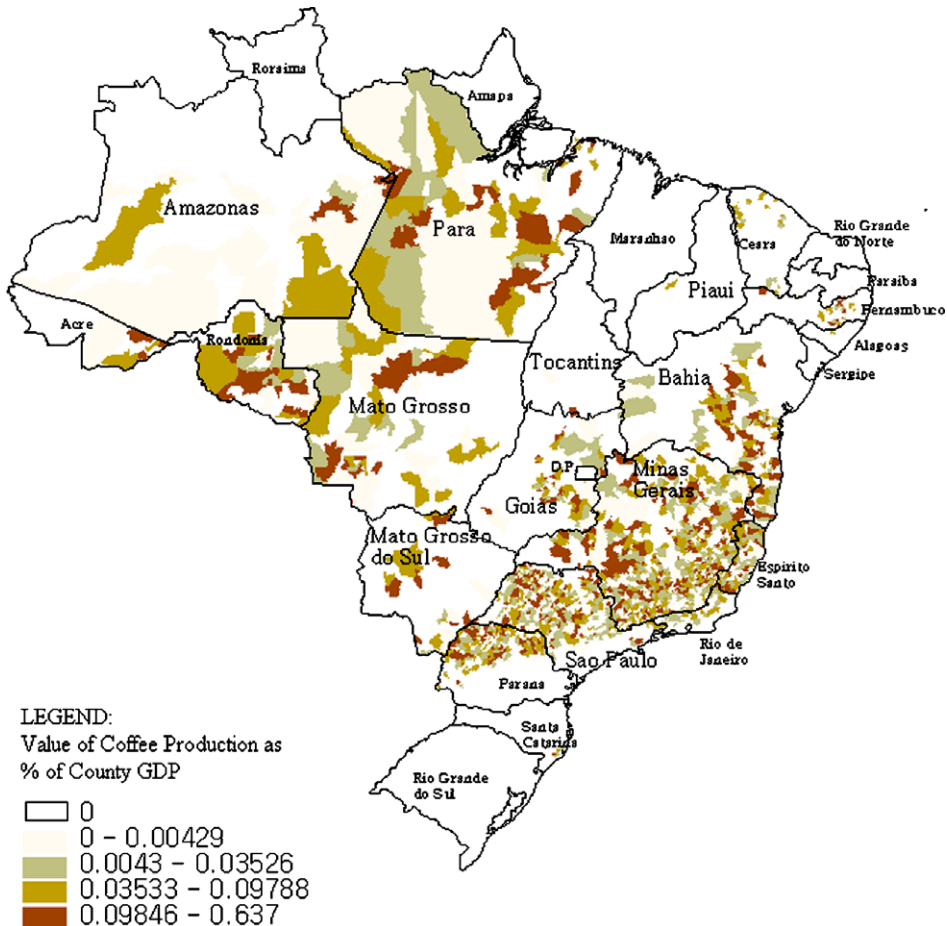 Rorsima
Amapa
Amazonas
Para
Maranhao
Ceara
Rio Grande
do Norte
Piaui
Paraiba
Pernambuco
Acre
Rondonia
Alagoas
Tocantins
Bahia
Sergipe
Mato Grosso
D.P.
Minas
Gerais
Goias
Mato Grosso
do Sul
Espirito
Santo
Rio de
Janeiro
Sao Paulo
Parana
Santa
Catarina
Rio Grande
do Sul
LEGEND:
Value of Coffee Production as
% of County GDP
0
0 - 0.00429
0.0043 - 0.03526
0.03533 - 0.09788
0.09846 - 0.637